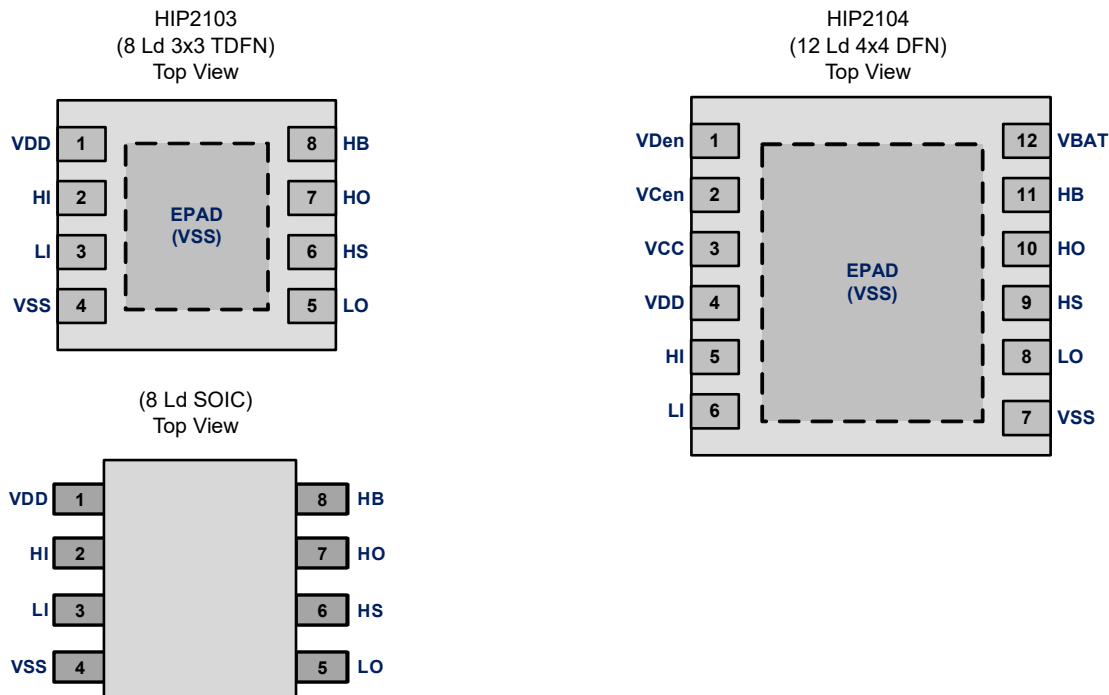 HIP2103
(8 Ld 3x3 TDFN)
Top View
VDD 1 8 HB
HI 2 7 HO
LI 3 6 HS
VSS 4 5 LO
EPAD
(VSS)
(8 Ld SOIC)
Top View
VDD 1 8 HB
HI 2 7 HO
LI 3 6 HS
VSS 4 5 LO
HIP2104
(12 Ld 4x4 DFN)
Top View
VDen 1 12 VBAT
VCen 2 11 HB
VCC 3 10 HO
VDD 4 9 HS
HI 5 8 LO
LI 6 7 VSS
EPAD
(VSS)